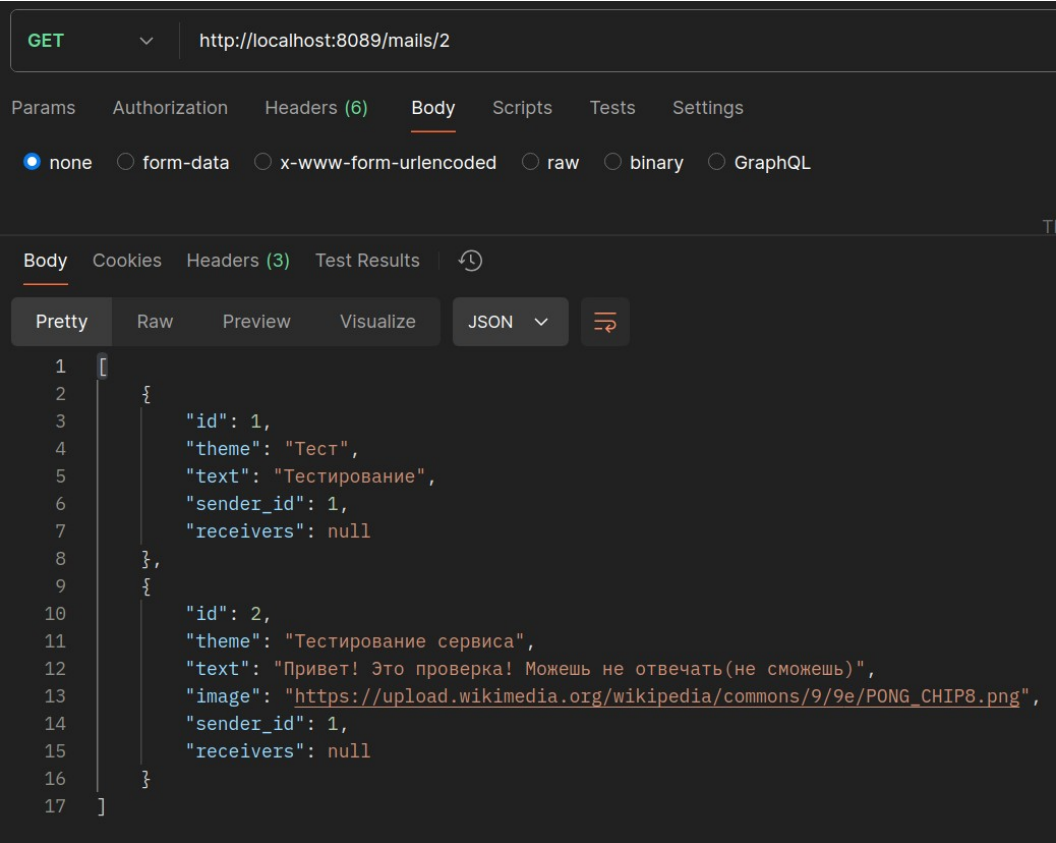 GET http://localhost:8089/mails/2
Params Authorization Headers (6) Body Scripts Tests Settings
none form-data x-www-form-urlencoded raw binary GraphQL
Body Cookies Headers (3) Test Results
Pretty Raw Preview Visualize JSON
1 [
2 {
3 "id": 1,
4 "theme": "Тест",
5 "text": "Тестирование",
6 "sender_id": 1,
7 "receivers": null
8 },
9 {
10 "id": 2,
11 "theme": "Тестирование сервиса",
12 "text": "Привет! Это проверка! Можешь не отвечать(не сможешь)",
13 "image": "https://upload.wikimedia.org/wikipedia/commons/9/9e/PONG_CHIP8.png",
14 "sender_id": 1,
15 "receivers": null
16 }
17 ]